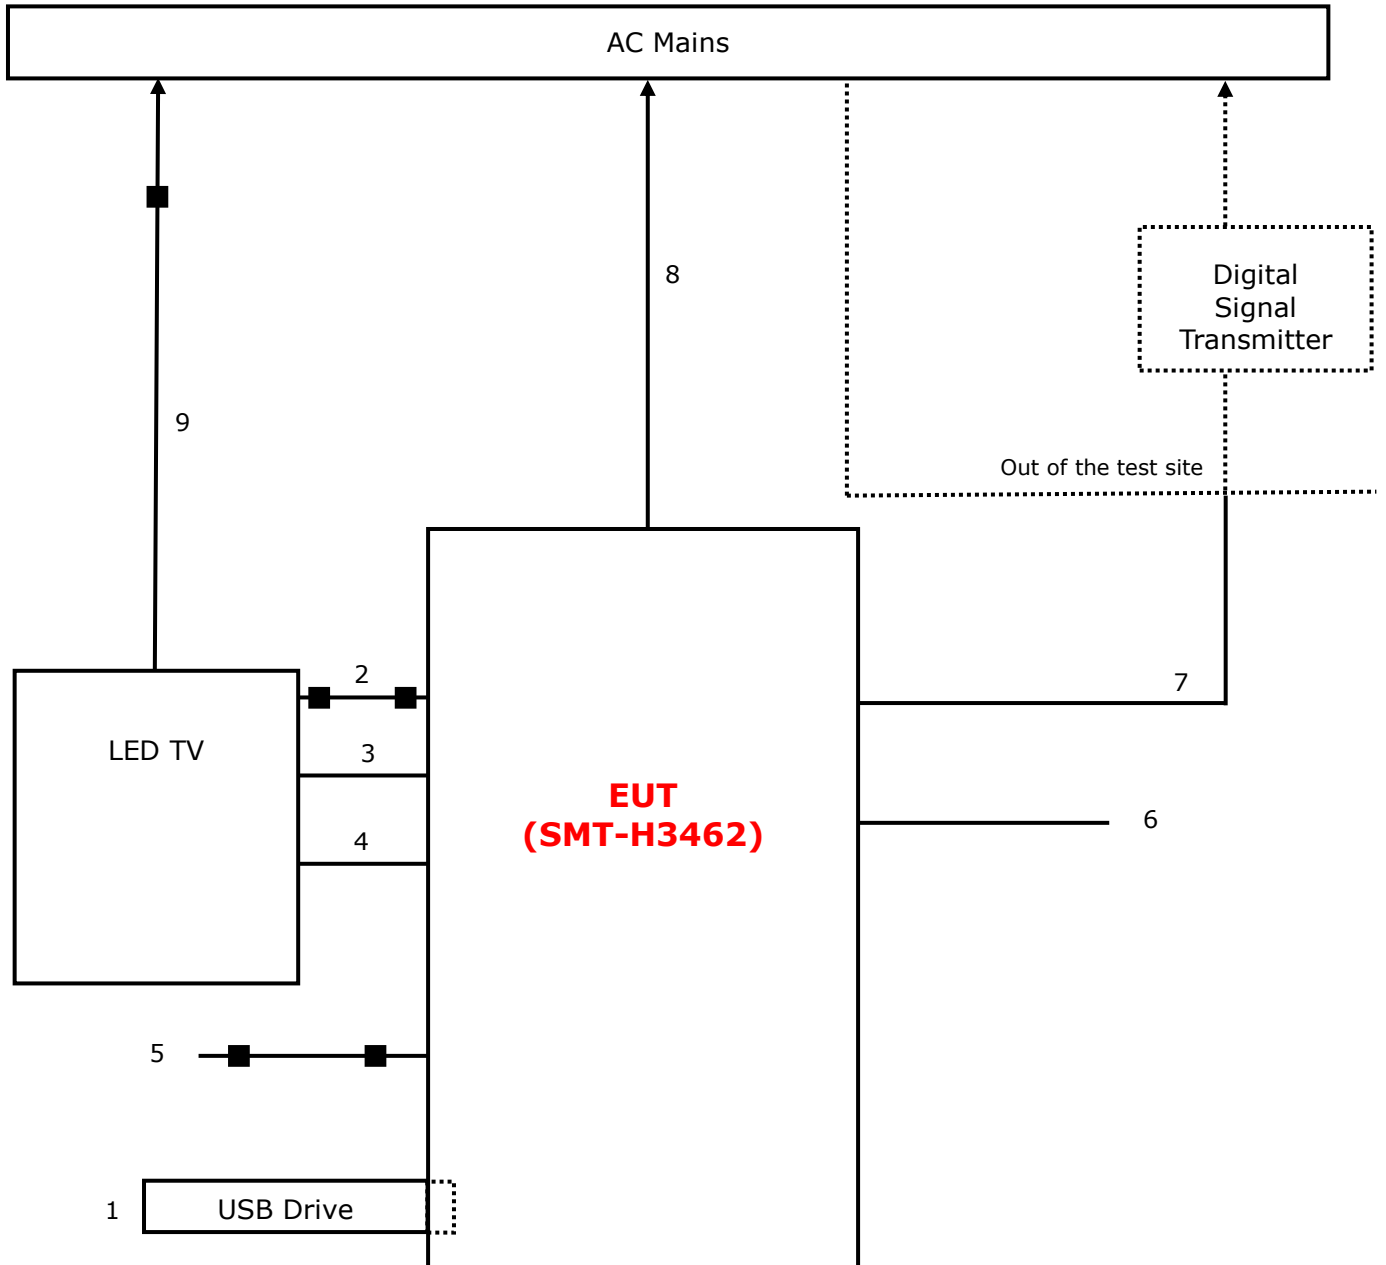 AC Mains
8
Digital
Signal
Transmitter
9
Out of the test site
2
7
LED TV
3
EUT
(SMT-H3462)
6
4
5
1
USB Drive